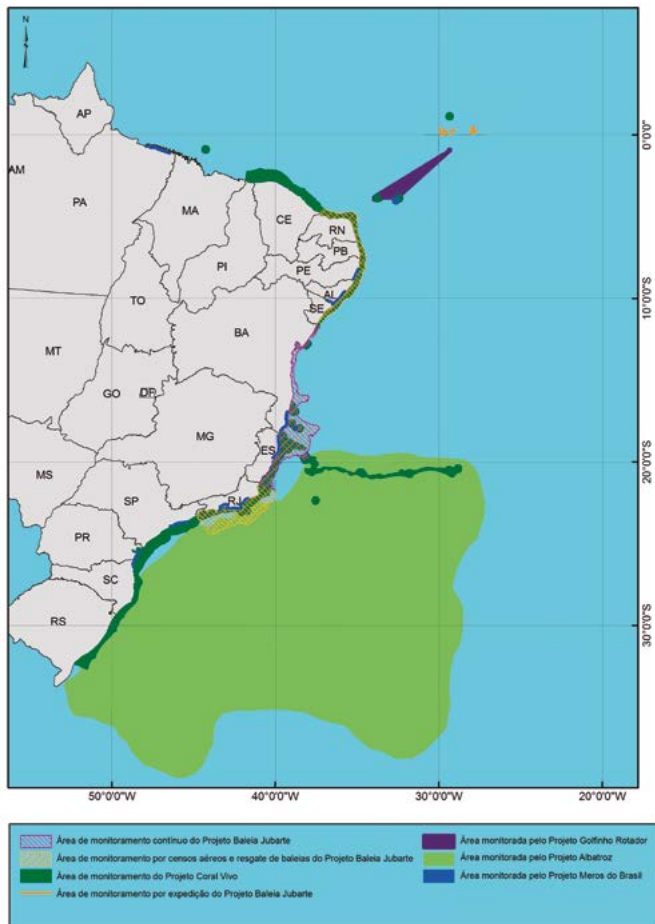 N
AP
0°0'0"
AM
PA
MA
CE
RN
PB
PI
PE
AL
TO
SE
10°0'0"S
BA
MT
GO
DF
MG
ES
MS
20°0'0"S
SP
RJ
PR
SC
RS
30°0'0"S
50°0'0"W 40°0'0"W 30°0'0"W 20°0'0"W
Área de monitoramento contínuo do Projeto Baleia Jubarte
Área de monitoramento por censos aéreos e resgate de baleias do Projeto Baleia Jubarte
Área de monitoramento do Projeto Coral Vivo
Área de monitoramento por expedição do Projeto Baleia Jubarte
Área monitorada pelo Projeto Golfinho Rotador
Área monitorada pelo Projeto Albatroz
Área monitorada pelo Projeto Meros do Brasil